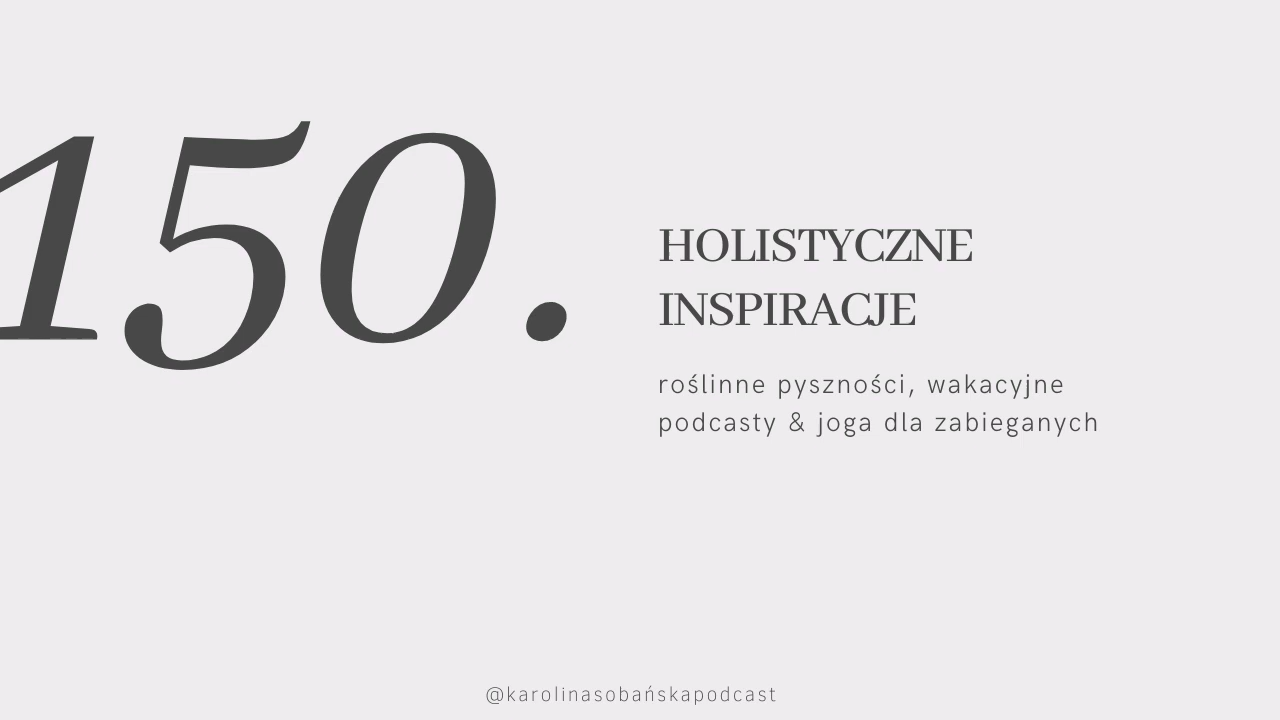 150.
HOLISTYCZNE
INSPIRACJE
roślinne pyszności, wakacyjne
podcasty & joga dla zabieganych
@karolinasobańskapodcast